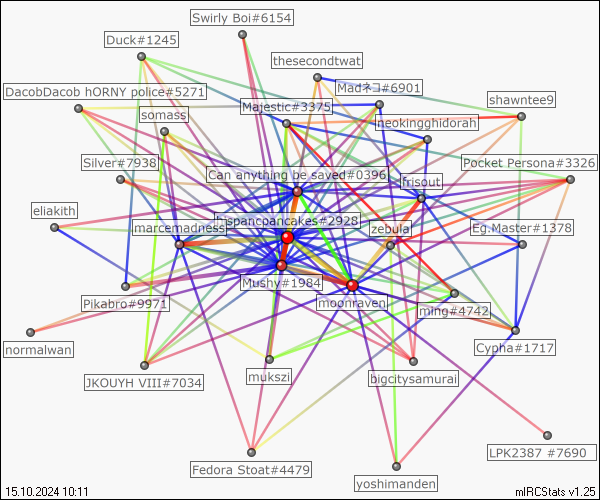 Swirly Boi#6154
Duck#1245
thesecondtwat
Madネコ#6901
DacobDacob hORNY police#5271
shawntee9
Majestic#3375
somass
neokingghidorah
Silver#7938
Pocket Persona#3326
Can anything be saved#0396
frisout
eliakith
hspancpancakes#2928
marcemadness
zebula
Eg.Master#1378
Mushy#1984
Pikabro#9971
moonraven
ming#4742
normalwan
Cypha#1717
JKOUYH VIII#7034
mukszi
bigcitysamurai
LPK2387 #7690
Fedora Stoat#4479
yoshimanden
15.10.2024 10:11
mIRCStats v1.25